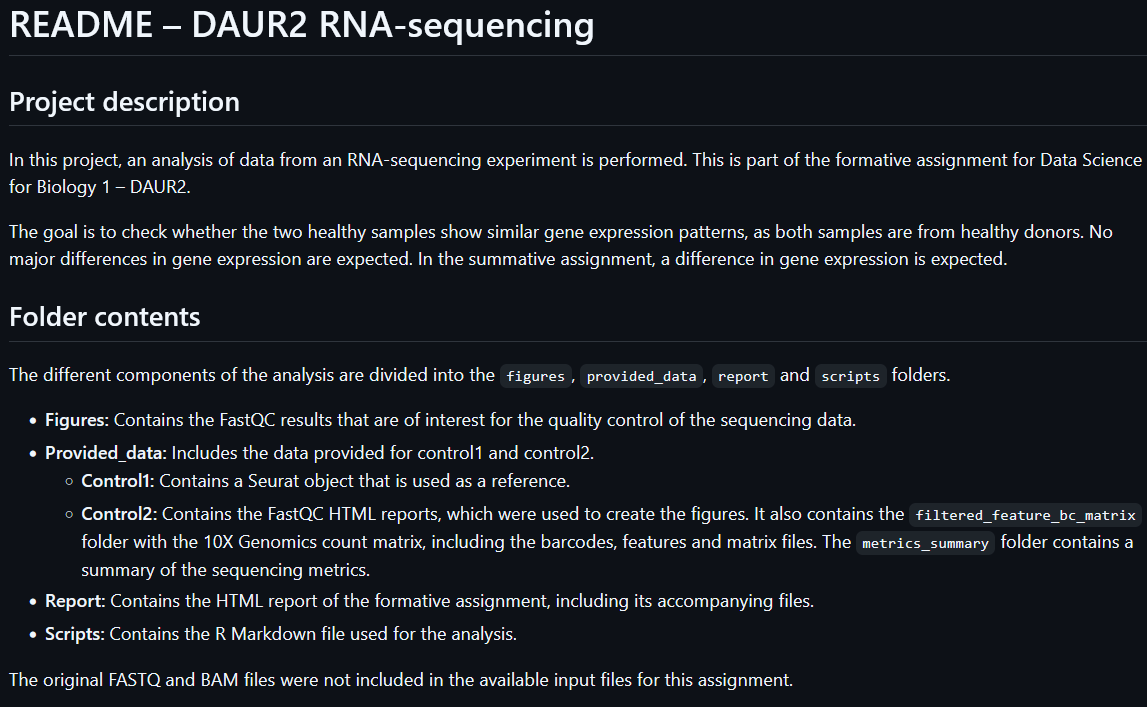 README – DAUR2 RNA-sequencing
Project description
In this project, an analysis of data from an RNA-sequencing experiment is performed. This is part of the formative assignment for Data Science
for Biology 1 – DAUR2.
The goal is to check whether the two healthy samples show similar gene expression patterns, as both samples are from healthy donors. No
major differences in gene expression are expected. In the summative assignment, a difference in gene expression is expected.
Folder contents
The different components of the analysis are divided into the figures, provided_data, report and scripts folders.
• Figures: Contains the FastQC results that are of interest for the quality control of the sequencing data.
• Provided_data: Includes the data provided for control1 and control2.
○ Control1: Contains a Seurat object that is used as a reference.
○ Control2: Contains the FastQC HTML reports, which were used to create the figures. It also contains the filtered_feature_bc_matrix
folder with the 10X Genomics count matrix, including the barcodes, features and matrix files. The metrics_summary folder contains a
summary of the sequencing metrics.
• Report: Contains the HTML report of the formative assignment, including its accompanying files.
• Scripts: Contains the R Markdown file used for the analysis.
The original FASTQ and BAM files were not included in the available input files for this assignment.